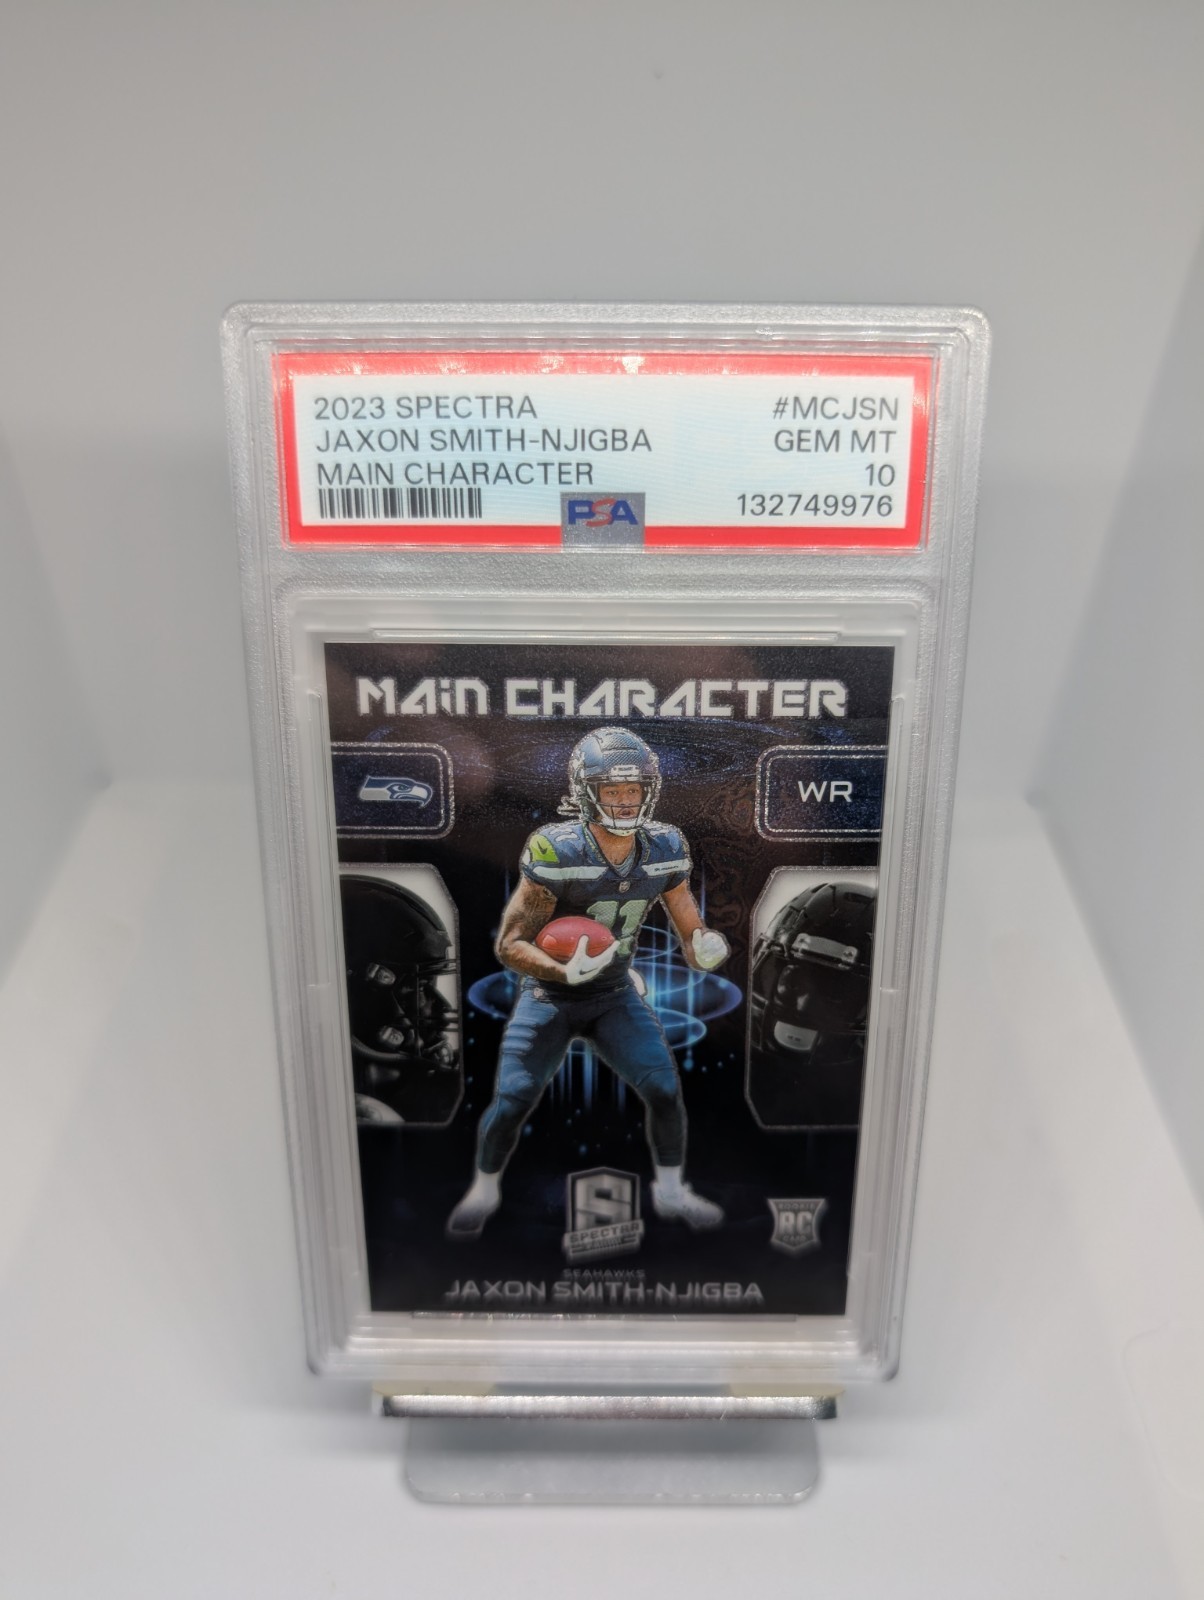 2023 SPECTRA #MCJSN
JAXON SMITH-NJIGBA GEM MT
MAIN CHARACTER 10
PSA 132749976
MAiN CHARACTER
WR
11
S
SPECTRA
RC
SEAHAWKS
JAXON SMITH-NJIGBA